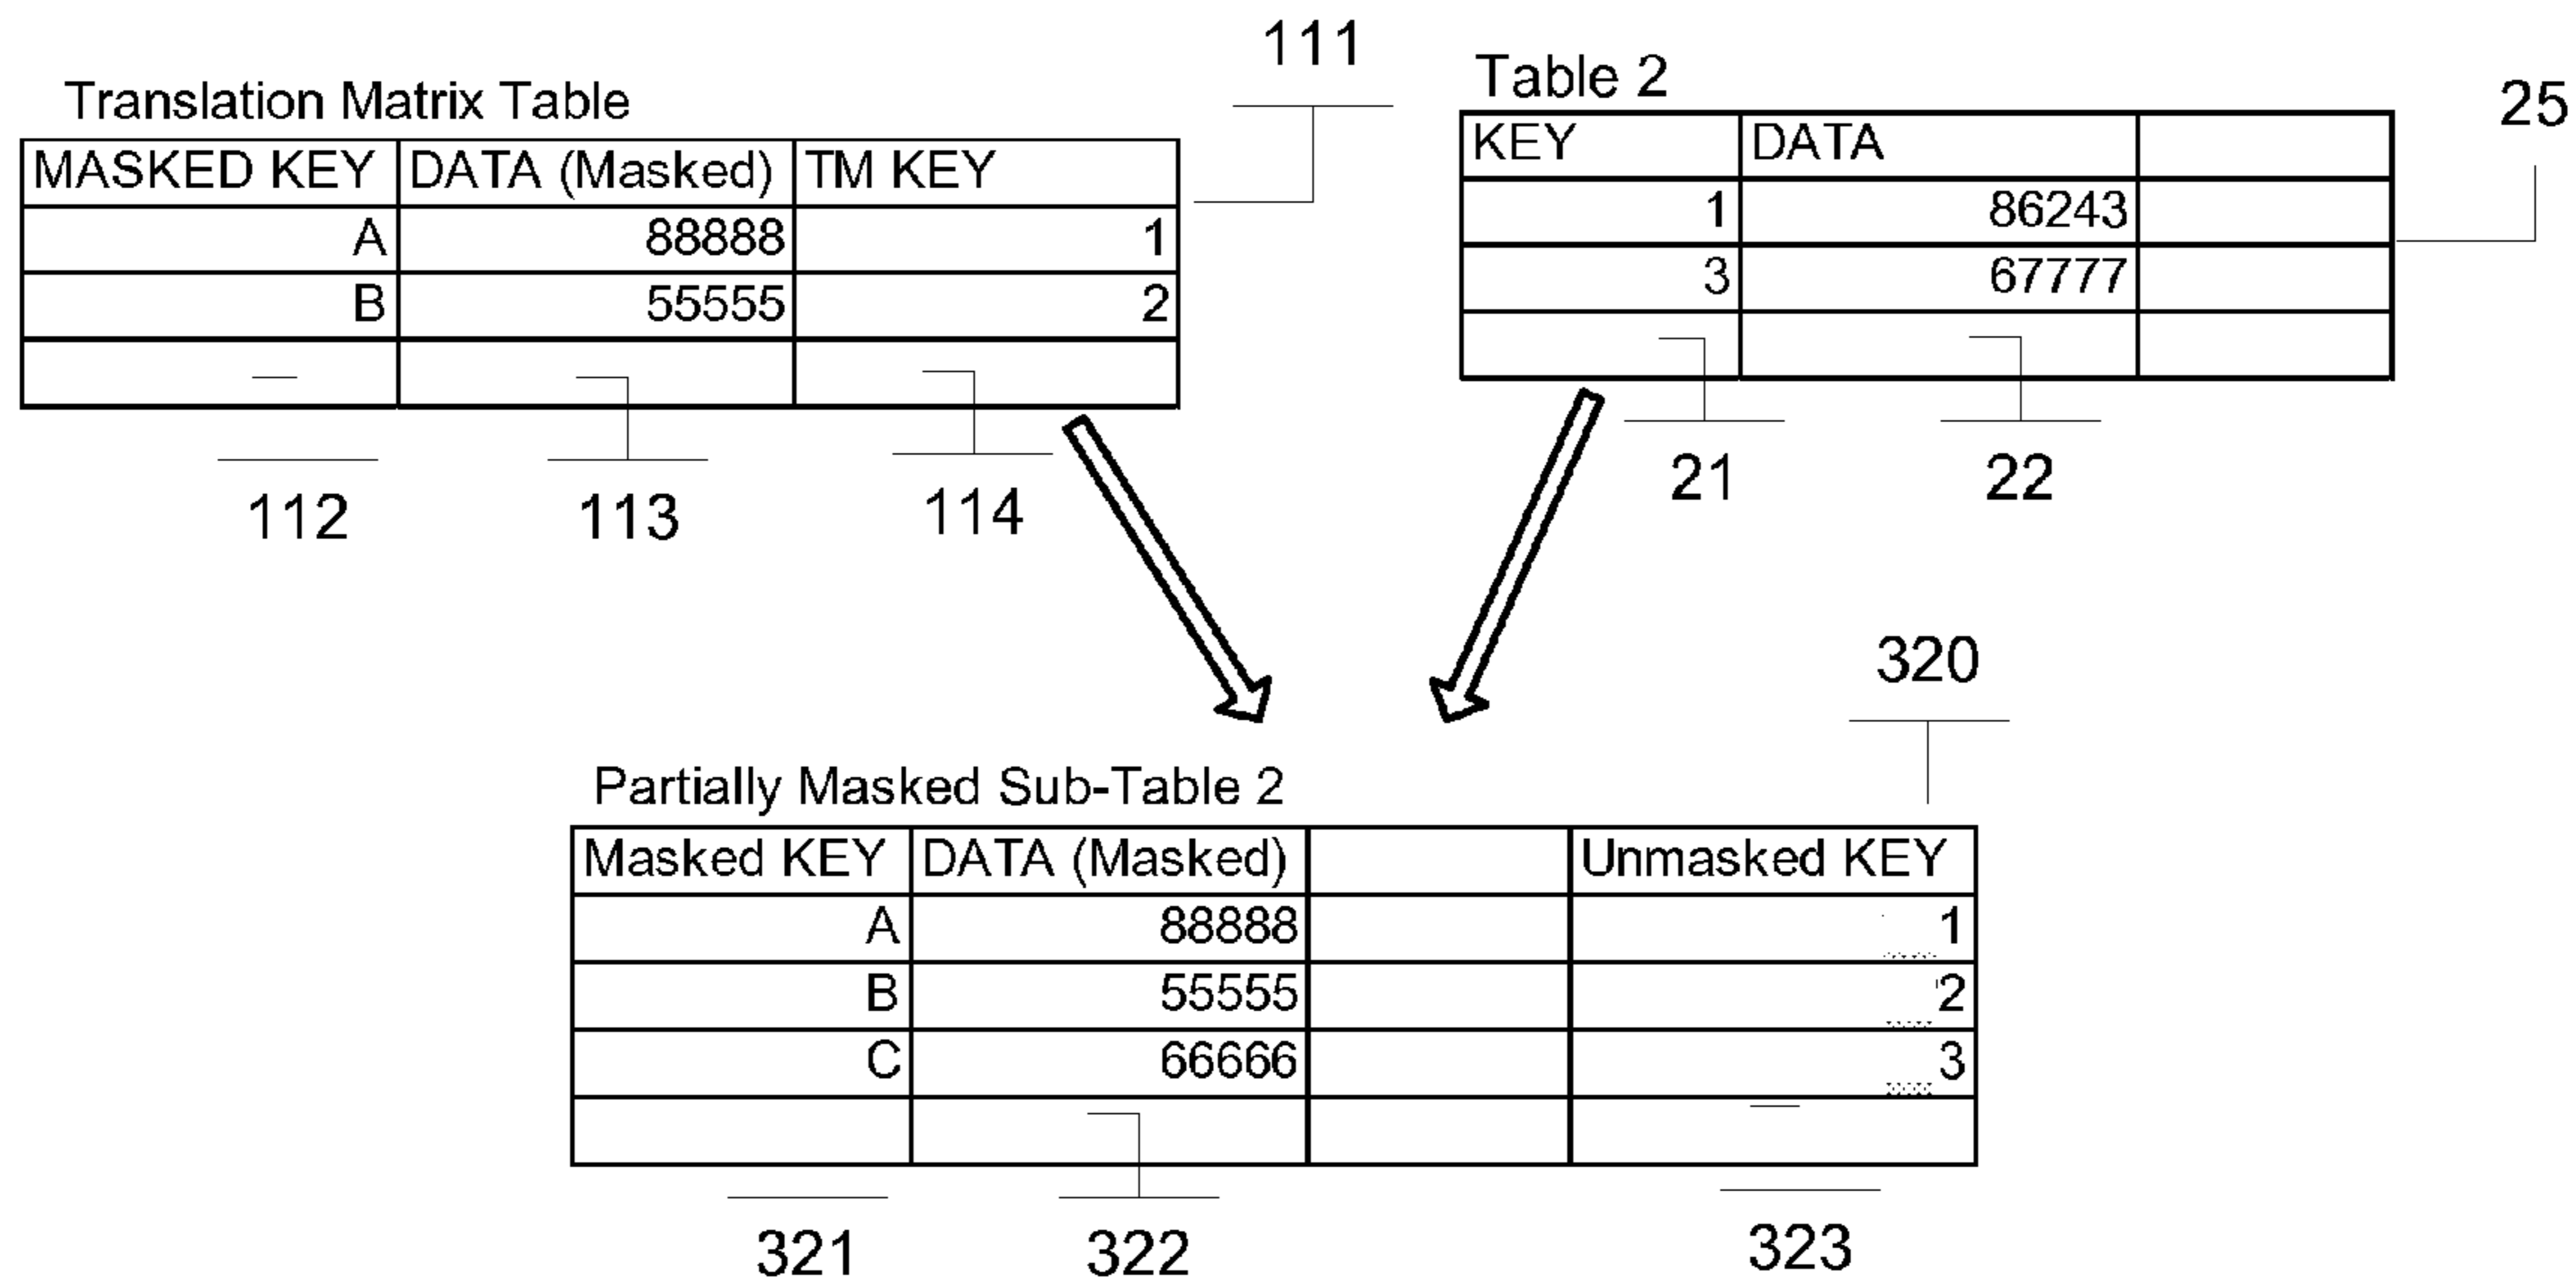 111
Table 2
25
Translation Matrix Table
KEY DATA
MASKED KEY DATA (Masked) TM KEY
1 86243
A 88888 1
3 67777
B 55555 2
21 22
112 113 114
320
Partially Masked Sub-Table 2
Masked KEY DATA (Masked) Unmasked KEY
A 88888 1
B 55555 2
C 66666 3
321 322 323